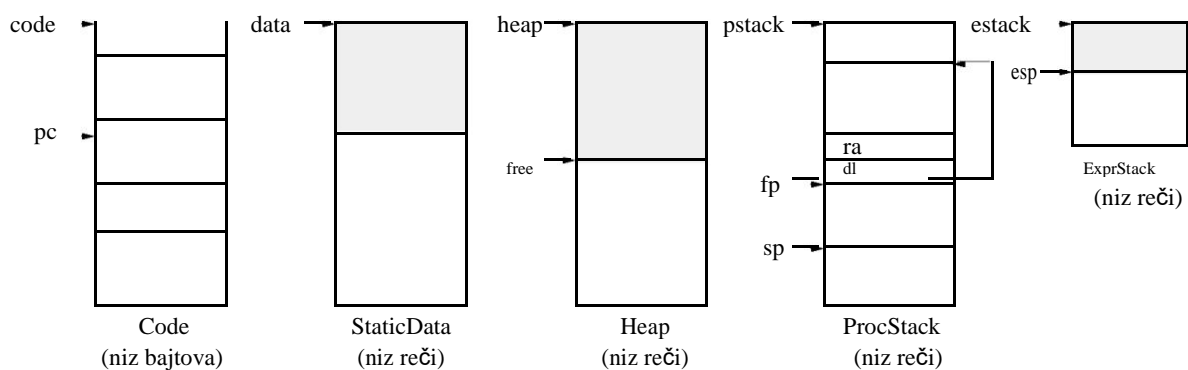 code
data
heap
pstack
estack
esp
pc
ra
free
dl
ExprStack
fp
(niz reči)
sp
Code
StaticData
Heap
ProcStack
(niz bajtova)
(niz reči)
(niz reči)
(niz reči)